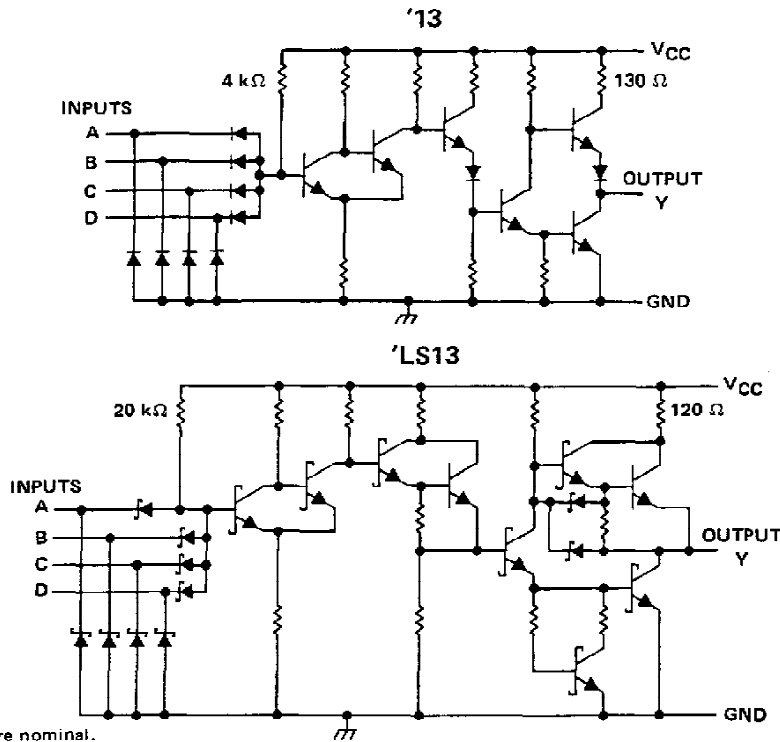 '13
VCC
4 kΩ
130 Ω
INPUTS
A
B
C
D
OUTPUT
Y
GND
'LS13
VCC
20 kΩ
120 Ω
INPUTS
A
B
C
D
OUTPUT
Y
GND
re nominal.